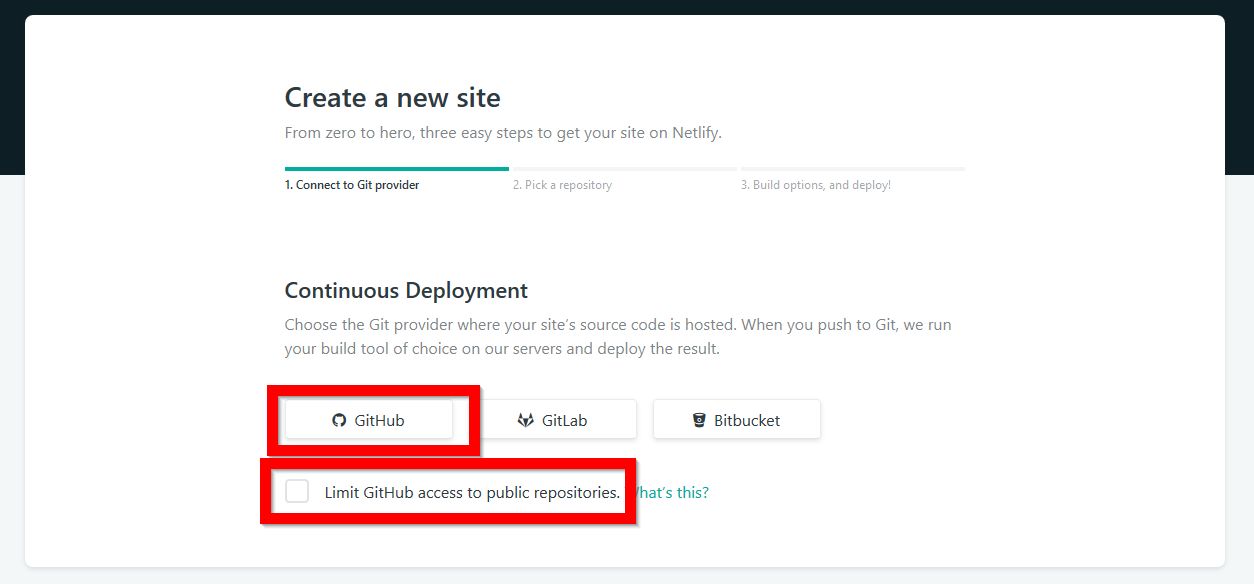 Create a new site
From zero to hero, three easy steps to get your site on Netlify.
1. Connect to Git provider
2. Pick a repository
3. Build options, and deploy!
Continuous Deployment
Choose the Git provider where your site's source code is hosted. When you push to Git, we run
your build tool of choice on our servers and deploy the result.
GitHub
GitLab
Bitbucket
Limit GitHub access to public repositories. hat's this?